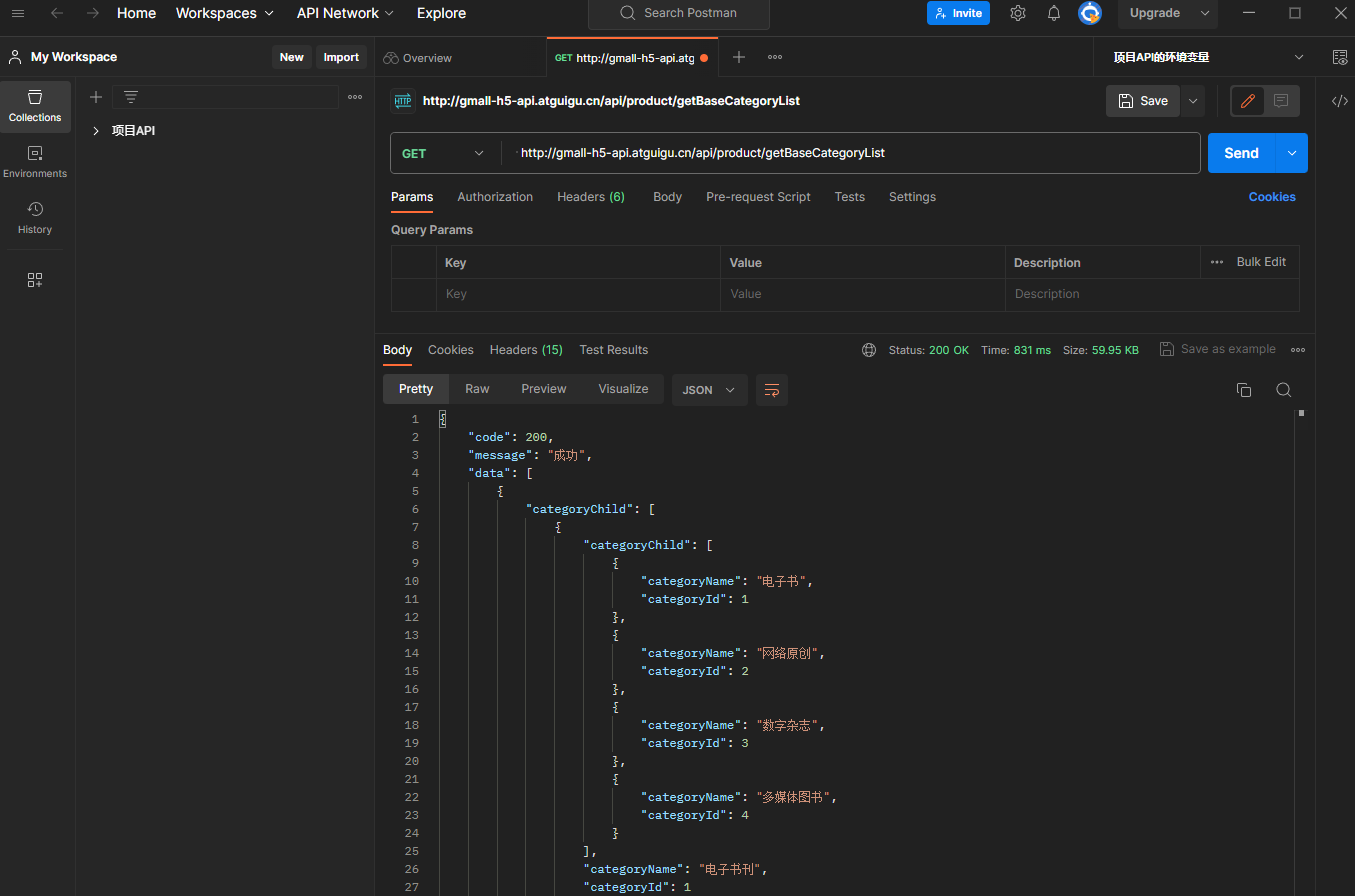 Home Workspaces API Network Explore Search Postman Invite Upgrade
My Workspace New Import Overview GET http://gmall-h5-api.atg 项目API的环境变量
Collections
Environments
History
项目API
HTTP http://gmall-h5-api.atguigu.cn/api/product/getBaseCategoryList Save
GET http://gmall-h5-api.atguigu.cn/api/product/getBaseCategoryList Send
Params Authorization Headers (6) Body Pre-request Script Tests Settings Cookies
Query Params
Key Value Description Bulk Edit
Key Value Description
Body Cookies Headers (15) Test Results Status: 200 OK Time: 831 ms Size: 59.95 KB Save as example
Pretty Raw Preview Visualize JSON
1 {
2 "code": 200,
3 "message": "成功",
4 "data": [
5 {
6 "categoryChild": [
7 {
8 "categoryChild": [
9 {
10 "categoryName": "电子书",
11 "categoryId": 1
12 },
13 {
14 "categoryName": "网络原创",
15 "categoryId": 2
16 },
17 {
18 "categoryName": "数字杂志",
19 "categoryId": 3
20 },
21 {
22 "categoryName": "多媒体图书",
23 "categoryId": 4
24 }
25 ],
26 "categoryName": "电子书刊",
27 "categoryId": 1